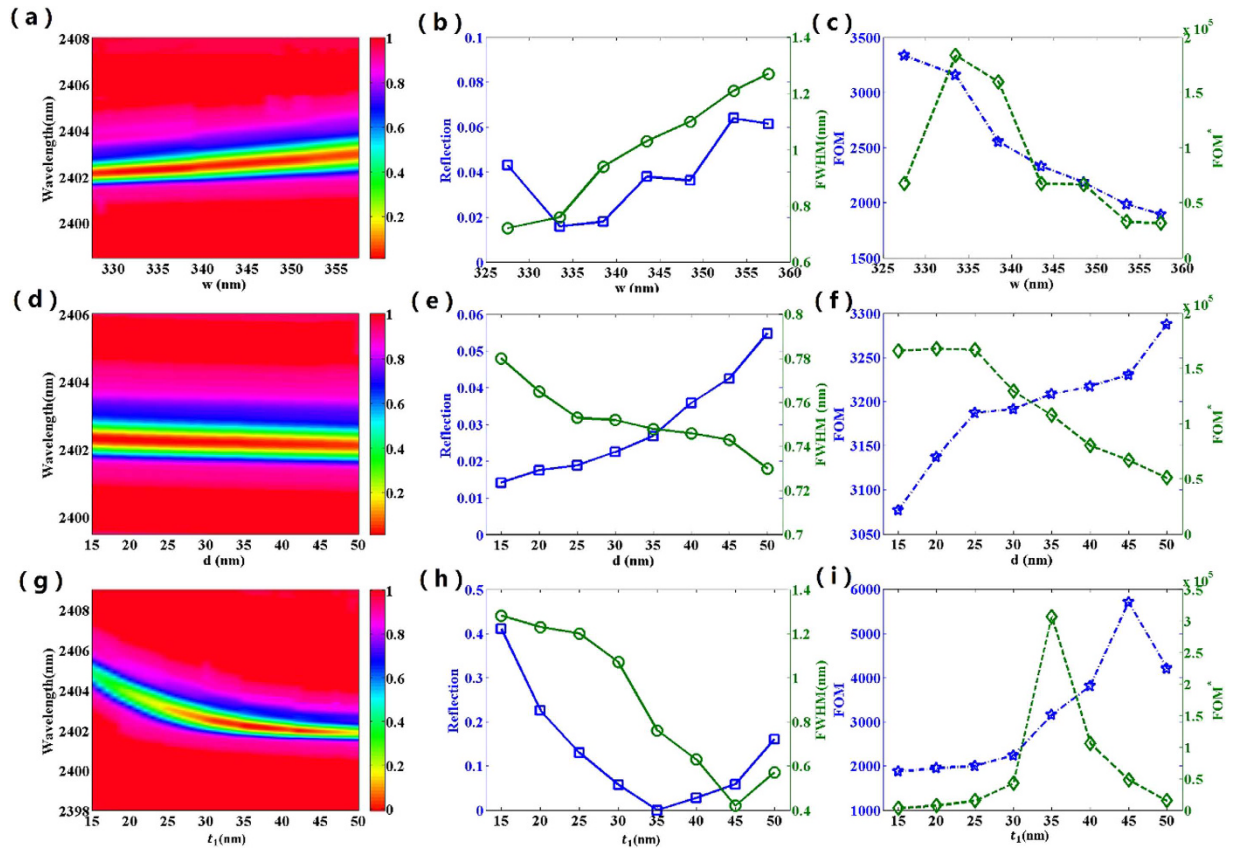 (a)
2408
2406
2404
2402
2400
Wavelength(nm)
330 335 340 345 350 355
w (nm)
1
0.8
0.6
0.4
0.2
(b)
0.1
0.08
0.06
0.04
0.02
0
Reflection
325 330 335 340 345 350 355 360
w (nm)
1.4
1.2
1
0.8
0.6
FWHM(nm)
(c)
3500
3000
2500
2000
1500
FOM
325 330 335 340 345 350 355 360
w (nm)
x 10^5
2
1.5
1
0.5
0
FOM*
(d)
2406
2404
2402
2400
Wavelength(nm)
15 20 25 30 35 40 45 50
d (nm)
1
0.8
0.6
0.4
0.2
(e)
0.06
0.05
0.04
0.03
0.02
0.01
0
Reflection
15 20 25 30 35 40 45 50
d (nm)
0.8
0.78
0.76
0.74
0.72
0.7
FWHM (nm)
(f)
3300
3250
3200
3150
3100
3050
FOM
15 20 25 30 35 40 45 50
d (nm)
x 10^5
2
1.5
1
0.5
0
FOM*
(g)
2408
2406
2404
2402
2400
2398
Wavelength(nm)
15 20 25 30 35 40 45 50
t₁(nm)
1
0.8
0.6
0.4
0.2
0
(h)
0.5
0.4
0.3
0.2
0.1
0
Reflection
15 20 25 30 35 40 45 50
t₁(nm)
1.4
1.2
1
0.8
0.6
0.4
FWHM(nm)
(i)
6000
5000
4000
3000
2000
1000
FOM
15 20 25 30 35 40 45 50
t₁(nm)
x 10^5
3.5
3
2.5
2
1.5
1
0.5
0
FOM*